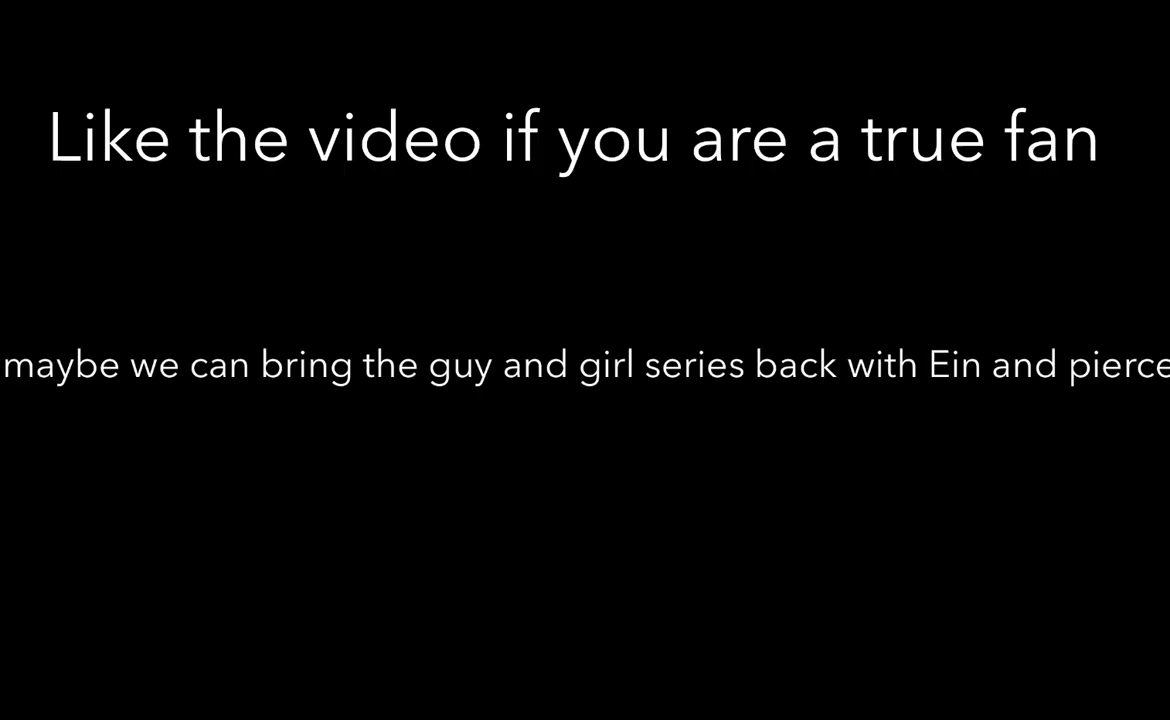 Like the video if you are a true fan
maybe we can bring the guy and girl series back with Ein and pierce